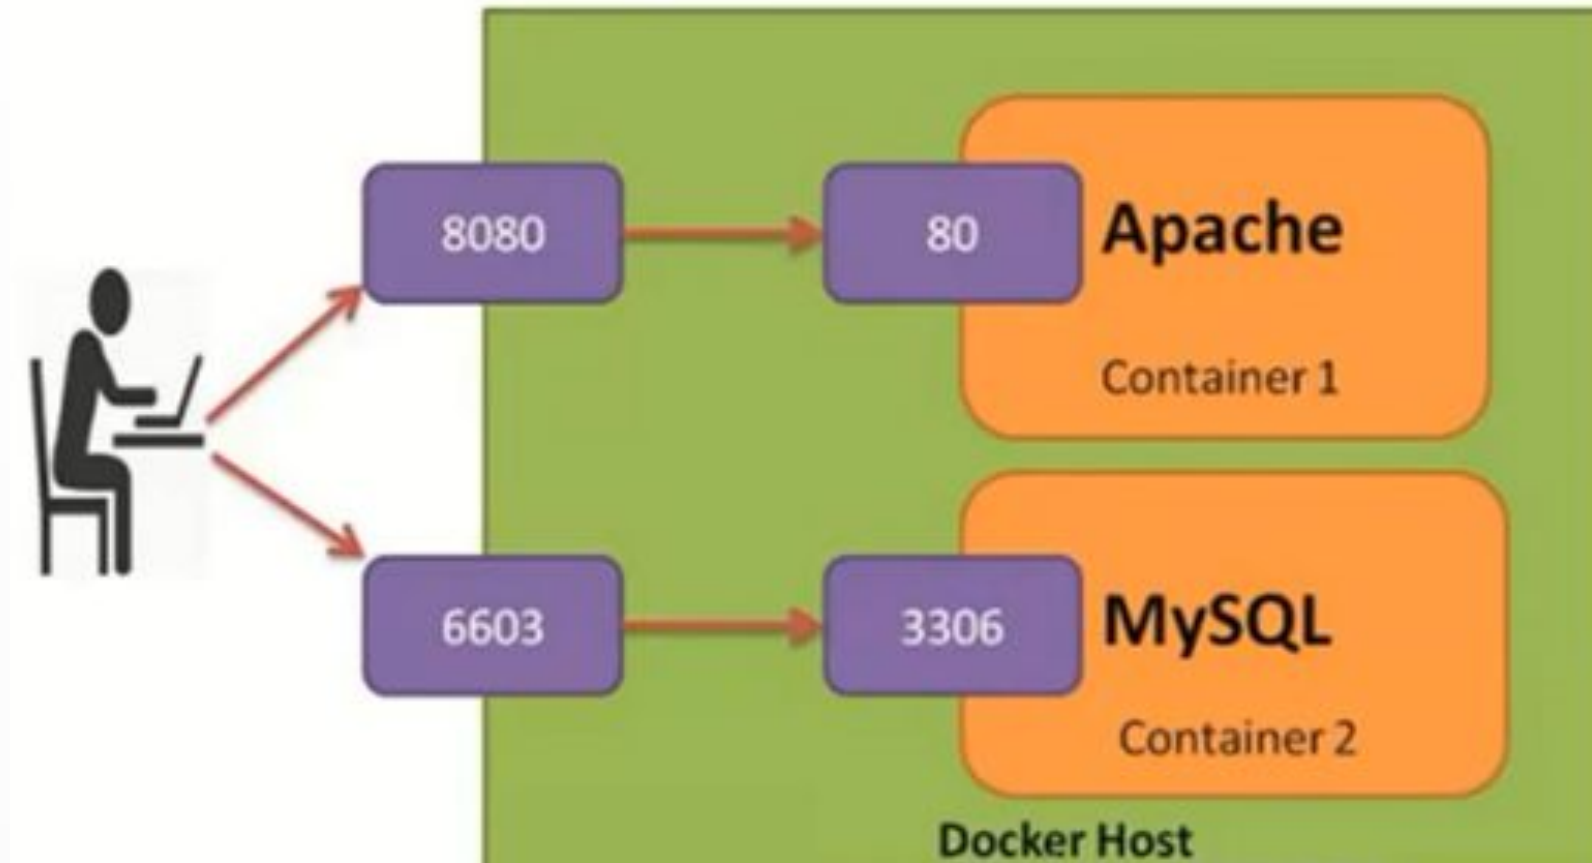 8080
80
Apache
Container 1
6603
3306
MySQL
Container 2
Docker Host